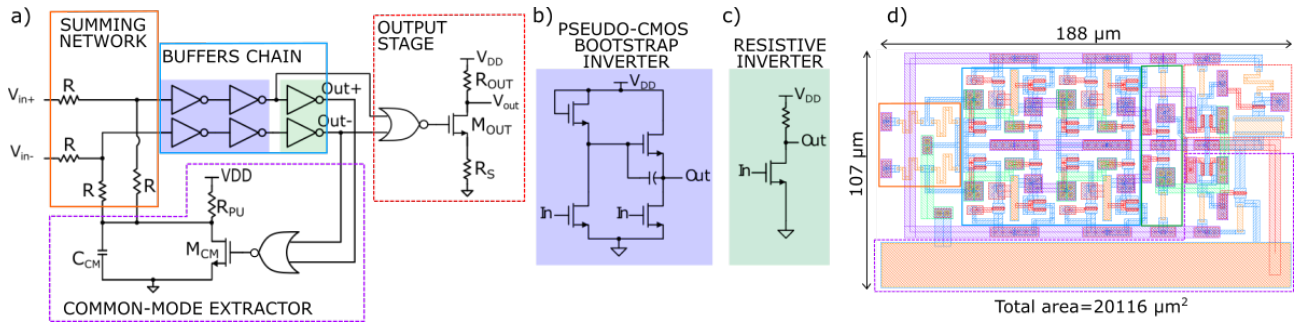 a)
SUMMING
NETWORK
BUFFERS CHAIN
OUTPUT
STAGE
V_DD
R_OUT
V_out
M_OUT
R_S
V_in+
R
V_in-
R
R
R
Out+
Out-
VDD
R_PU
C_CM
M_CM
COMMON-MODE EXTRACTOR
b)
PSEUDO-CMOS
BOOTSTRAP
INVERTER
V_DD
Out
In
In
c)
RESISTIVE
INVERTER
V_DD
Out
In
d)
188 µm
107 µm
Total area=20116 µm²